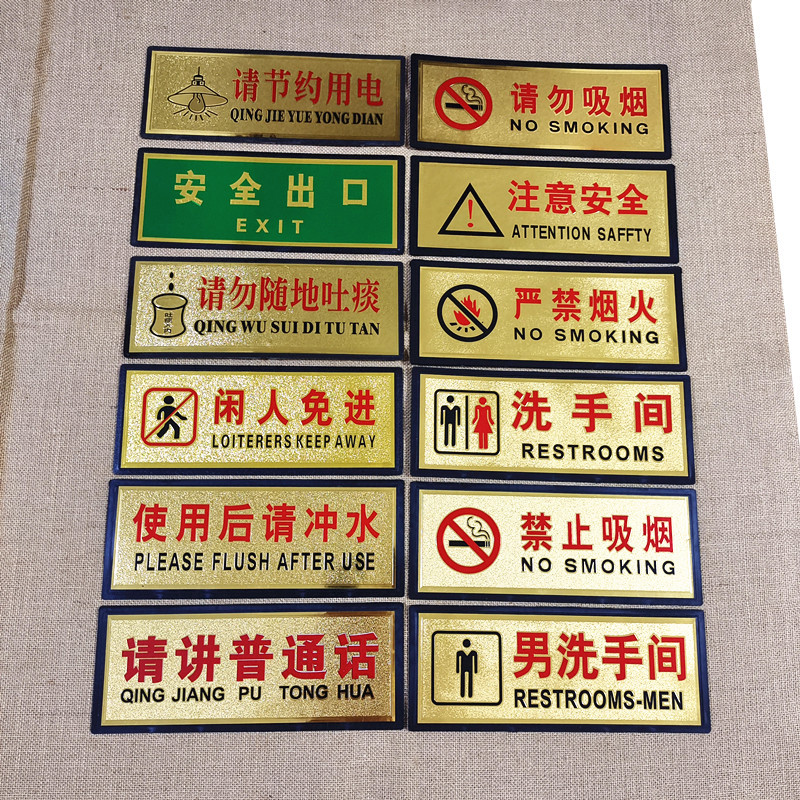 请节约用电
QING JIE YUE YONG DIAN
请勿吸烟
NO SMOKING
安全出口
EXIT
注意安全
ATTENTION SAFFTY
请勿随地吐痰
QING WU SUI DI TU TAN
严禁烟火
NO SMOKING
闲人免进
LOITERERS KEEP AWAY
洗手间
RESTROOMS
使用后请冲水
PLEASE FLUSH AFTER USE
禁止吸烟
NO SMOKING
请讲普通话
QING JIANG PU TONG HUA
男洗手间
RESTROOMS-MEN